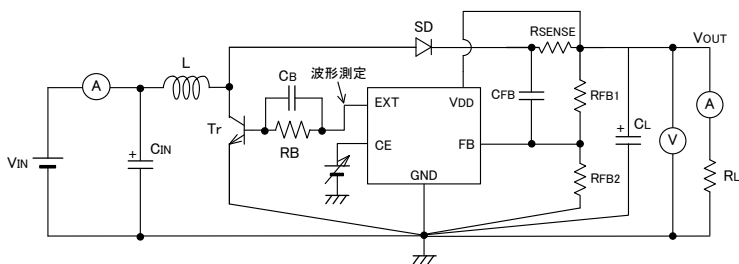 SD
RSENSE
VOUT
L
CB
波形測定
A
CFB
RFB1
A
EXT
VDD
Tr
CL
CIN
RB
CE
FB
V
VIN
GND
RFB2
RL
+
+